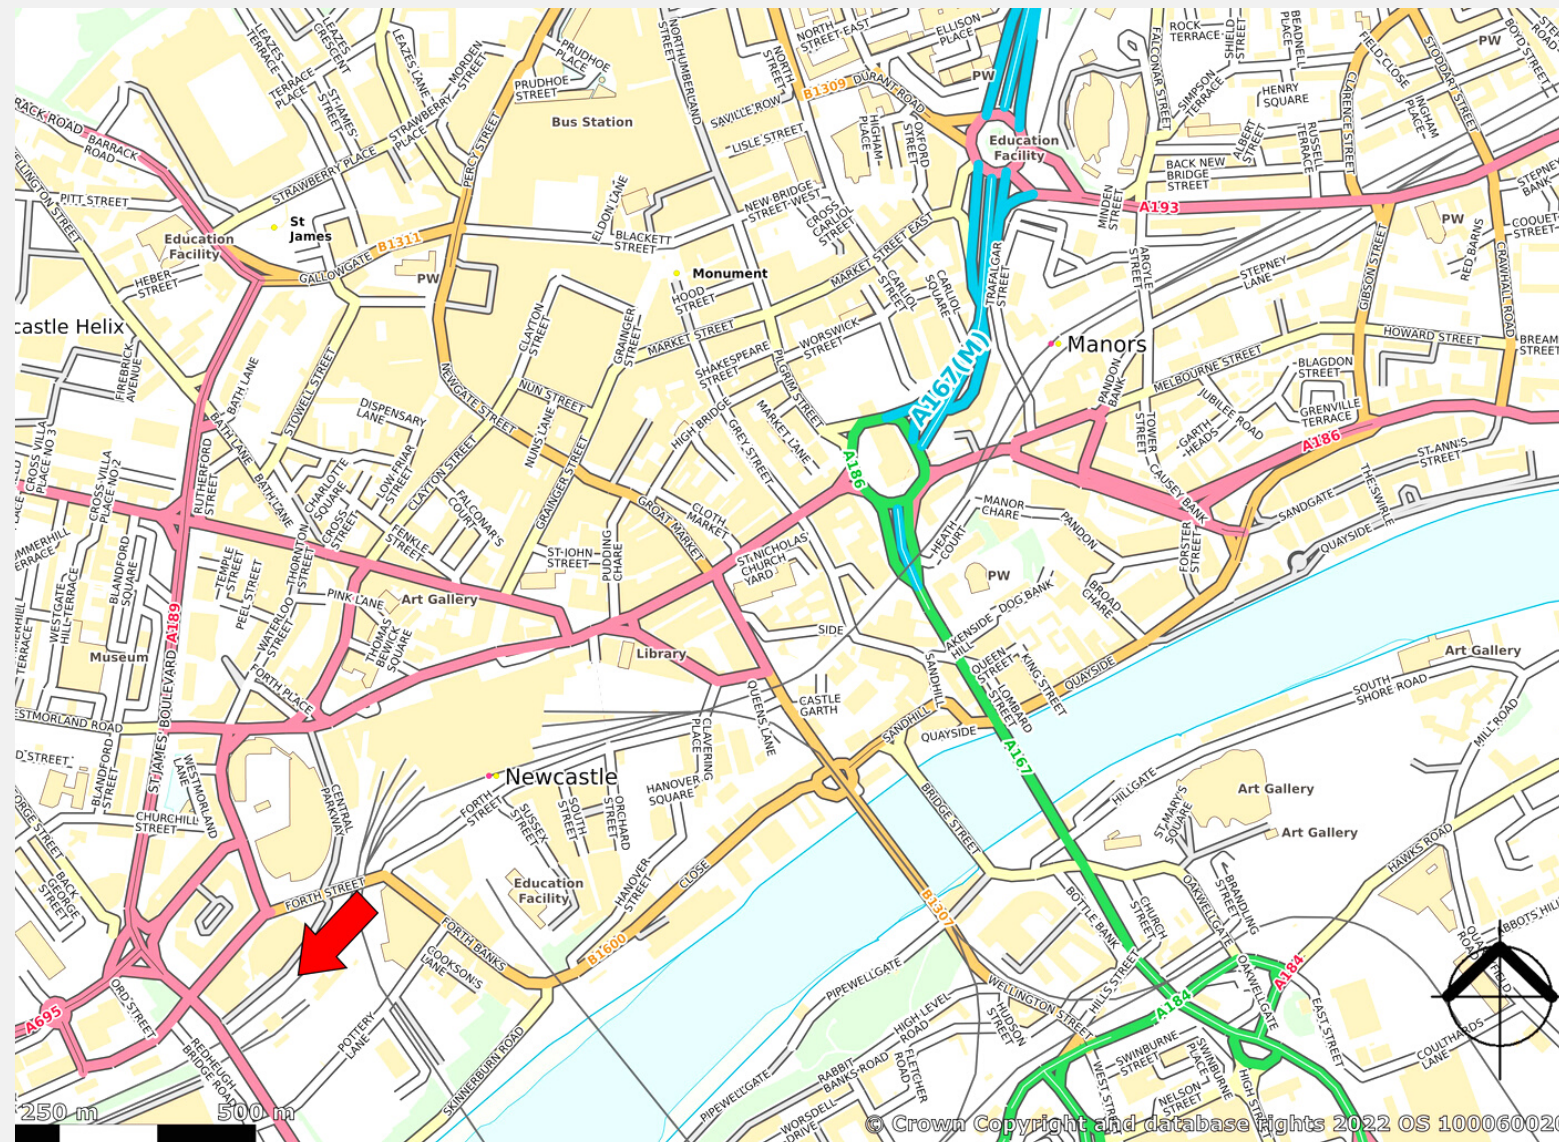 LEAZES TERRACE
LEAZES CRESCENT
LEAZES LANE
TERRACE PLACE
ST JAMES' STREET
STRAWBERRY PLACE
STRAWBERRY
MORDEN STREET
PERCY STREET
PRUDHOE PLACE
PRUDHOE STREET
Bus Station
NORTHUMBERLAND STREET
NORTH STREET
NORTH STREET-EAST
ELLISON PLACE
SAVILLE ROW
B1309
DURANT ROAD
PW
LISLE STREET
HIGHAM PLACE
OXFORD STREET
Education Facility
FALCONAR STREET
ROCK TERRACE
SHIELD STREET
BEADNELL PLACE
FIELD CLOSE
STODDART STREET
PW
BOYD STREET
SIMPSON TERRACE
HENRY SQUARE
CLARENCE STREET
INGHAM PLACE
ALBERT STREET
RUSSELL TERRACE
BACK NEW BRIDGE STREET
STEPNEY BANK
RACK ROAD
BARRACK ROAD
ELLINGTON STREET
PITT STREET
St James
Education Facility
HEBER STREET
GALLOWGATE
B1311
PW
ELDON LANE
BLACKETT STREET
NEW-BRIDGE STREET-WEST
CROSS CARLIOL STREET
MARKET STREET EAST
Monument
HOOD STREET
CARLIOL STREET
CARLIOL SQUARE
TRAFALGAR STREET
MINDEN STREET
A193
ARGYLE STREET
STEPNEY LANE
GIBSON STREET
PW
RED BARNS
COQUET STREET
CRAWHALL ROAD
castle Helix
FIREBRICK AVENUE
BATH LANE
STOWELL STREET
CLAYTON STREET
GRAINGER STREET
MARKET STREET
WORSWICK STREET
SHAKESPEARE STREET
PILGRIM STREET
A167(M)
Manors
PANDON BANK
MELBOURNE STREET
HOWARD STREET
BREAM STREET
BLAGDON STREET
JUBILEE ROAD
GARTH HEADS
GRENVILLE TERRACE
NEWGATE STREET
NUN STREET
DISPENSARY LANE
NUNS LANE
HIGH BRIDGE
MARKET LANE
GREY STREET
A186
TOWER STREET
CAUSEY BANK
A186
ST-ANN'S STREET
CROSS VILLA PLACE NO 3
CROSS-VILLA PLACE NO-2
RUTHERFORD STREET
BATH LANE
BATH-LANE
CHARLOTTE SQUARE
LOW FRIAR STREET
CLAYTON STREET
FALCONAR'S COURT
CROSS STREET
FENKLE STREET
GRAINGER STREET
GROAT MARKET
CLOTH MARKET
MANOR CHARE
PANDON
SANDGATE
THE SWIRLE
QUAYSIDE
FORSTER STREET
SUMMERHILL TERRACE
BLANDFORD SQUARE
TEMPLE STREET
PEEL STREET
WATERLOO STREET
THORNTON STREET
PINK LANE
Art Gallery
ST-JOHN STREET
PUDDING CHARE
ST-NICHOLAS' CHURCH YARD
HEATH COURT
PW
BROAD CHARE
DOG BANK
AKENSIDE HILL
WESTGATE HILL-TERRACE
A189
Museum
THOMAS BEWICK SQUARE
FORTH PLACE
Library
SIDE
SANDHILL
QUEEN STREET
KING STREET
LOMBARD STREET
QUAYSIDE
Art Gallery
SOUTH SHORE ROAD
MILL ROAD
ESTMORLAND ROAD
ST JAMES' BOULEVARD
BLANDFORD STREET
WESTMORLAND LANE
CHURCHILL STREET
CENTRAL PARKWAY
QUEENS LANE
CASTLE GARTH
CLAVERING PLACE
SANDHILL
QUAYSIDE
A167
Newcastle
FORTH STREET
SUSSEX STREET
SOUTH STREET
ORCHARD STREET
HANOVER SQUARE
BRIDGE STREET
HILLGATE
ST-MARY'S SQUARE
Art Gallery
Art Gallery
HAWKS ROAD
BACK GEORGE STREET
FORTH STREET
Education Facility
HANOVER STREET
CLOSE
B1307
BOTTLE BANK
CHURCH STREET
OAKWELLGATE
BRANDLING STREET
ABBOTS HILL
FORTH BANKS
COOKSON'S LANE
B1600
PIPEWELLGATE
WELLINGTON STREET
HILLS STREET
OAKWELLGATE
A184
A184
EAST STREET
A695
ORD STREET
REDHEUGH BRIDGE ROAD
POTTERY LANE
SKINNERBURN ROAD
HIGH LEVEL ROAD
HUDSON STREET
RABBIT BANKS-ROAD
FLETCHER ROAD
PIPEWELLGATE
WORSDELL DRIVE
SWINBURNE STREET
SWINBURNE PLACE
NELSON STREET
WEST STREET
HIGH STREET
COULTHARDS LANE
250 m 500 m
© Crown Copyright and database rights 2022 OS 100060020